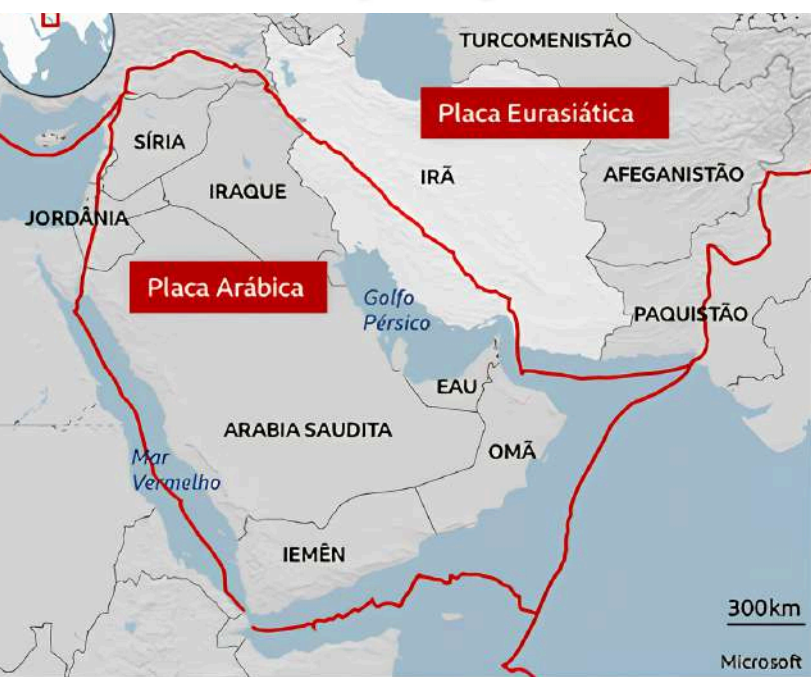 TURCOMENISTÃO
Placa Eurasiática
SÍRIA
IRÃ
AFEGANISTÃO
IRAQUE
JORDÂNIA
Placa Arábica
Golfo
Pérsico
PAQUISTÃO
EAU
ARABIA SAUDITA
OMÃ
Mar
Vermelho
IEMÊN
300km
Microsoft